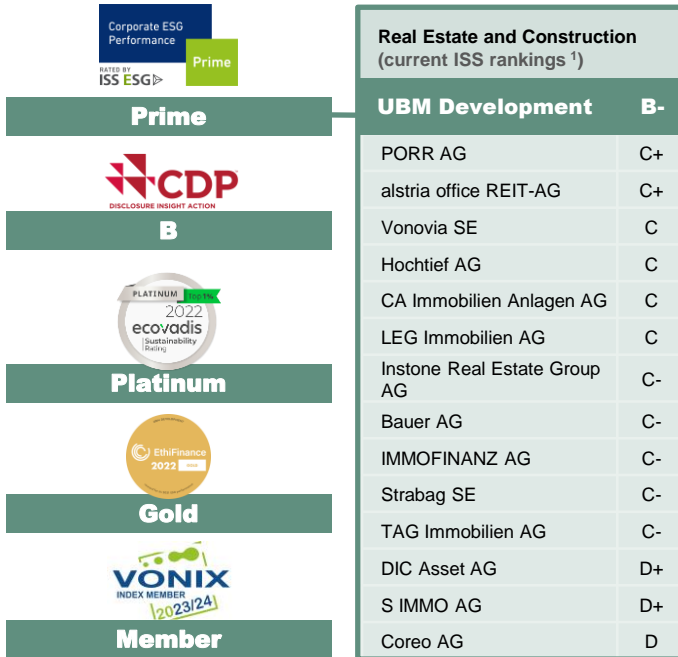 Corporate ESG
Performance
Prime
RATED BY
ISS ESG
Prime
CDP
DISCLOSURE INSIGHT ACTION
B
PLATINUM
Top 1%
2022
ecovadis
Sustainability
Rating
Platinum
EthiFinance
2022
Gold
VONIX
INDEX MEMBER
2023/24
Member
Real Estate and Construction
(current ISS rankings ¹)
UBM Development B-
PORR AG C+
alstria office REIT-AG C+
Vonovia SE C
Hochtief AG C
CA Immobilien Anlagen AG C
LEG Immobilien AG C
Instone Real Estate Group
AG C-
Bauer AG C-
IMMOFINANZ AG C-
Strabag SE C-
TAG Immobilien AG C-
DIC Asset AG D+
S IMMO AG D+
Coreo AG D